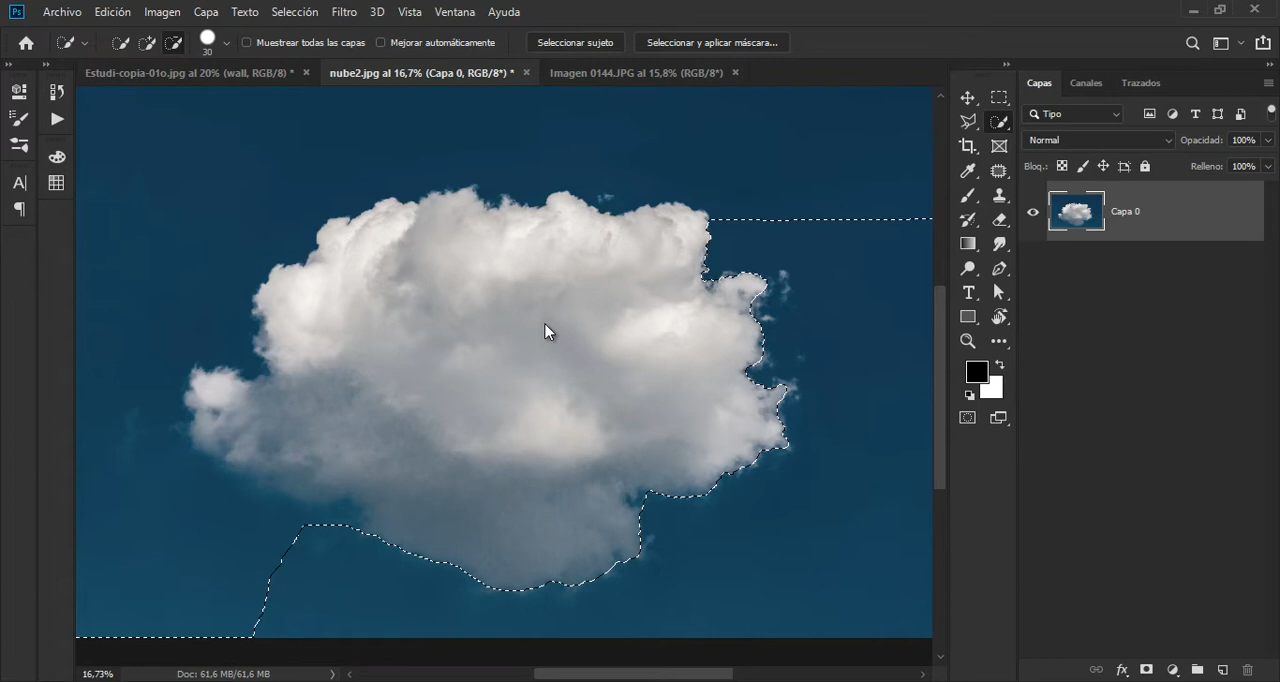 Ps Archivo Edición Imagen Capa Texto Selección Filtro 3D Vista Ventana Ayuda
30 Muestrear todas las capas Mejorar automáticamente Seleccionar sujeto Seleccionar y aplicar máscara...
Estudi-copia-01o.jpg al 20% (wall, RGB/8) * × nube2.jpg al 16,7% (Capa 0, RGB/8*) * × Imagen 0144.JPG al 15,8% (RGB/8*) ×
Capas Canales Trazados
Tipo
Normal Opacidad: 100%
Bloq.: Relleno: 100%
Capa 0
16,73% Doc: 61,6 MB/61,6 MB